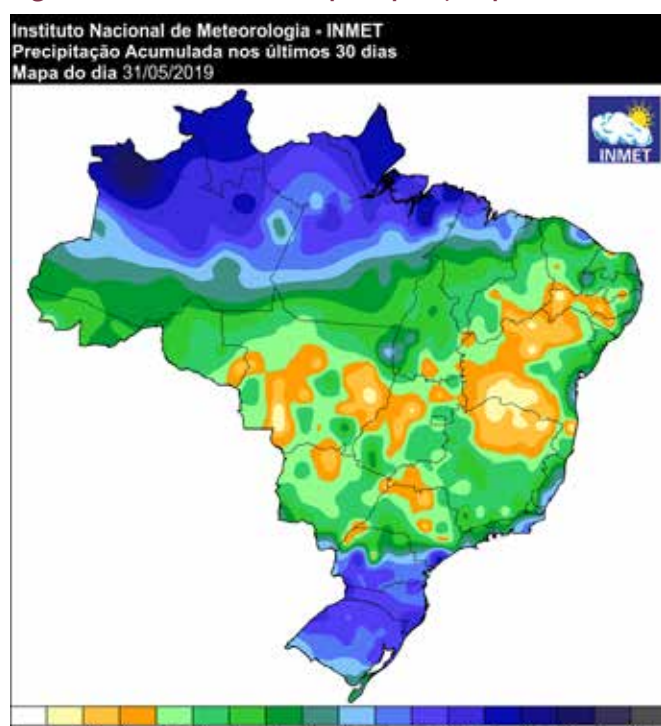 Instituto Nacional de Meteorologia - INMET
Precipitação Acumulada nos últimos 30 dias
Mapa do dia 31/05/2019
INMET